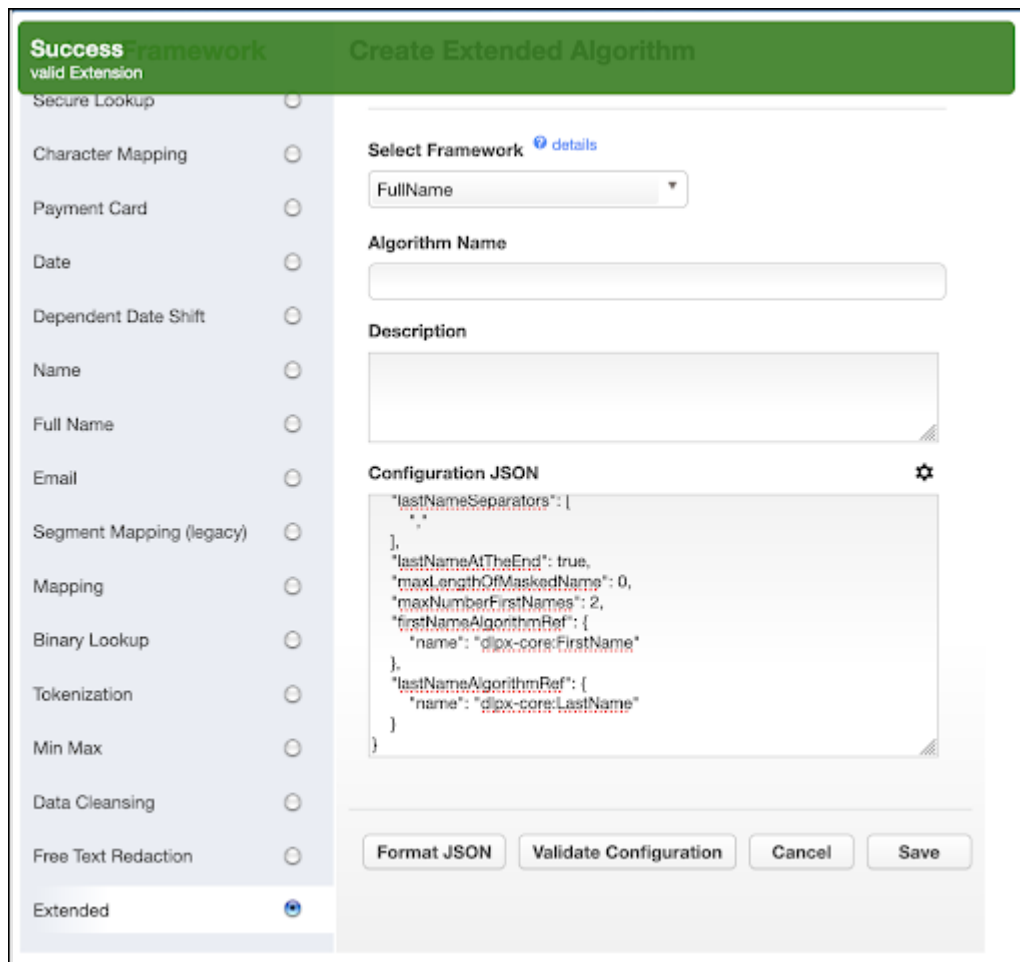 Success
Framework
valid Extension
Create Extended Algorithm
Secure Lookup
Character Mapping
Payment Card
Date
Dependent Date Shift
Name
Full Name
Email
Segment Mapping (legacy)
Mapping
Binary Lookup
Tokenization
Min Max
Data Cleansing
Free Text Redaction
Extended
Select Framework ? details
FullName
Algorithm Name
Description
Configuration JSON
"lastNameSeparators": [
","
],
"lastNameAtTheEnd": true,
"maxLengthOfMaskedName": 0,
"maxNumberFirstNames": 2,
"firstNameAlgorithmRef": {
"name": "dlpx-core:FirstName"
},
"lastNameAlgorithmRef": {
"name": "dlpx-core:LastName"
}
}
Format JSON
Validate Configuration
Cancel
Save